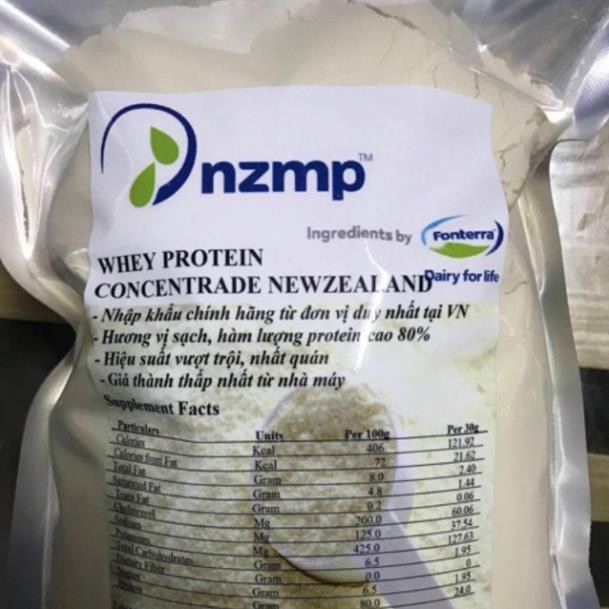 nzmp™
Ingredients by Fonterra
Dairy for life
WHEY PROTEIN
CONCENTRADE NEWZEALAND
- Nhập khẩu chính hãng từ đơn vị duy nhất tại VN
- Hương vị sạch, hàm lượng protein cao 80%
- Hiệu suất vượt trội, nhất quán
- Giá thành thấp nhất từ nhà máy
Supplement Facts
Particulars Units Per 100g Per 30g
Calories Kcal 406 121.92
Calories from Fat Kcal 72 21.62
Total Fat Gram 8.0 2.40
Saturated Fat Gram 4.8 1.44
Trans Fat Gram 0.2 0.06
Cholesterol Mg 200.0 60.06
Sodium Mg 125.0 37.54
Potassium Mg 425.0 127.63
Total Carbohydrates Gram 6.5 1.95
Dietary Fiber Gram 0.0 0
Sugars Gram 6.5 1.95
Protein Gram 80.0 24.0